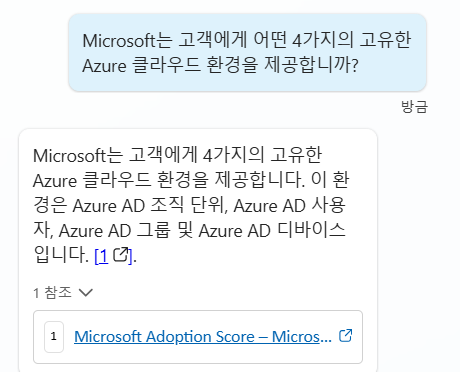 Microsoft는 고객에게 어떤 4가지의 고유한
Azure 클라우드 환경을 제공합니까?
방금
Microsoft는 고객에게 4가지의 고유한
Azure 클라우드 환경을 제공합니다. 이 환
경은 Azure AD 조직 단위, Azure AD 사용
자, Azure AD 그룹 및 Azure AD 디바이스
입니다. [1].
1 참조
1 Microsoft Adoption Score – Micros...